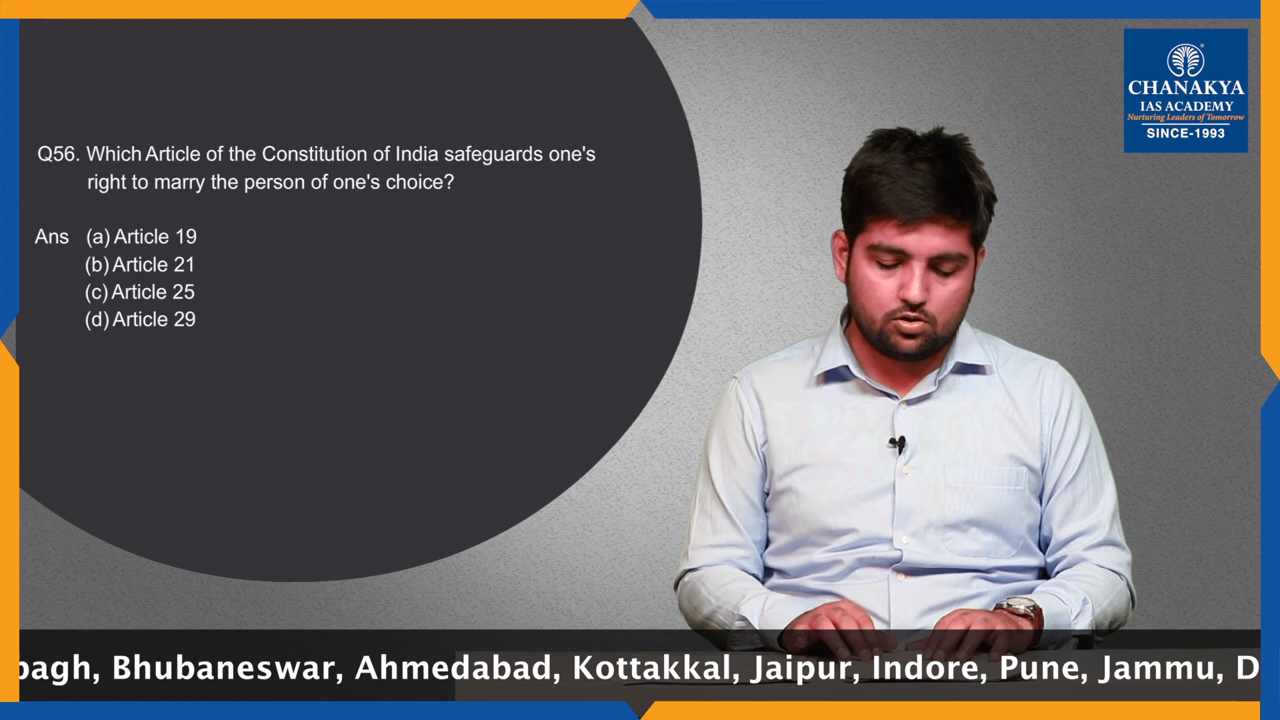 Q56. Which Article of the Constitution of India safeguards one's
right to marry the person of one's choice?
Ans (a) Article 19
(b) Article 21
(c) Article 25
(d) Article 29
CHANAKYA
IAS ACADEMY
Nurturing Leaders of Tomorrow
SINCE-1993
bagh, Bhubaneswar, Ahmedabad, Kottakkal, Jaipur, Indore, Pune, Jammu, D